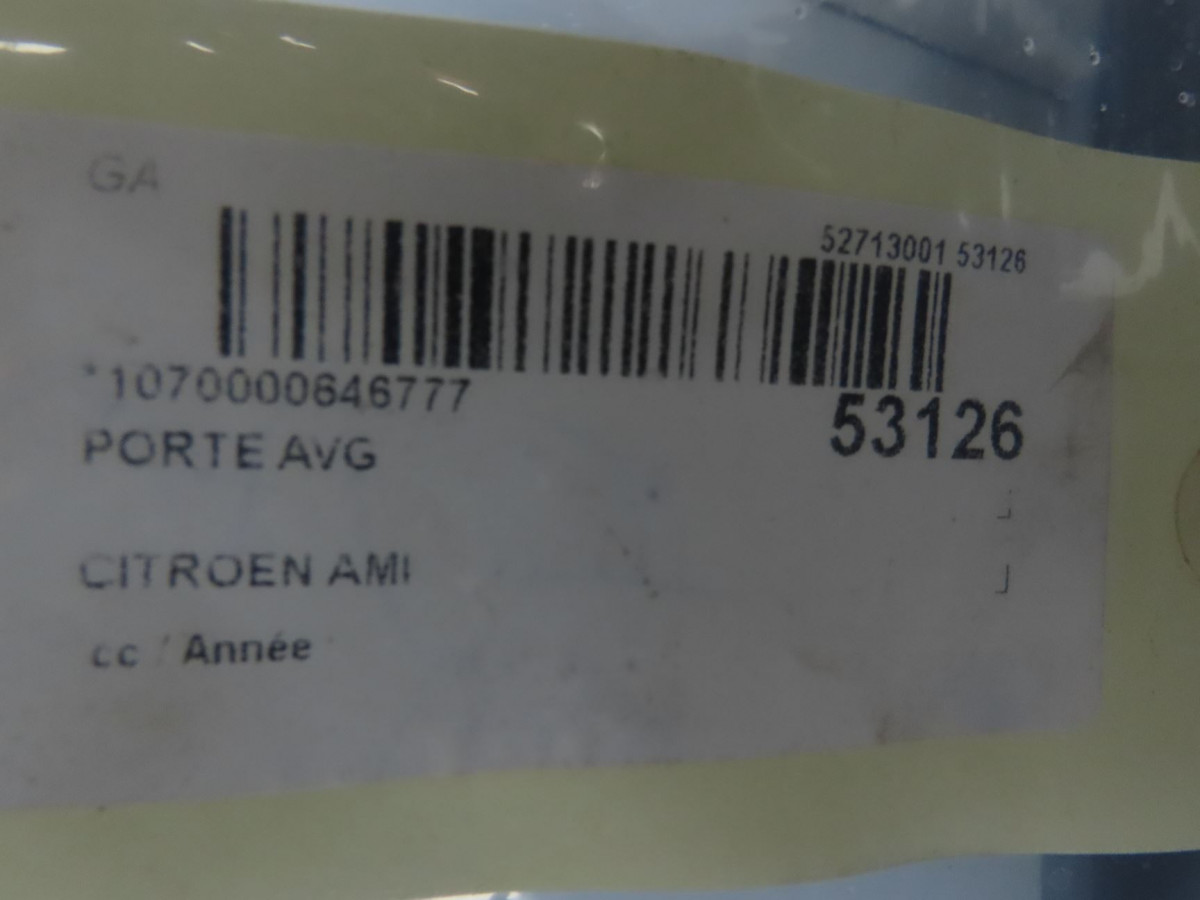 GA
52713001 53126
*1070000646777
53126
PORTE AVG
CITROEN AMI
cc / Année